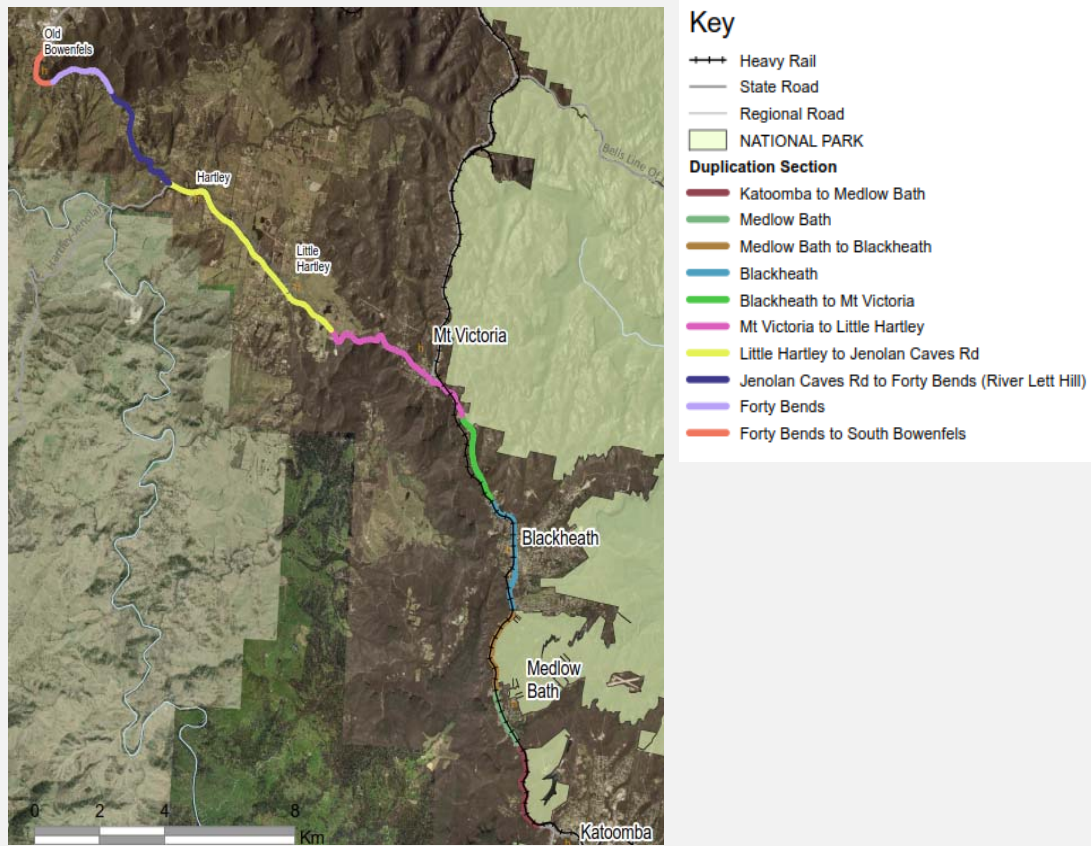 Old
Bowenfels
Hartley
Little
Hartley
Mt Victoria
Bells Line Of
Blackheath
Medlow
Bath
Katoomba
0 2 4 8
Km
Key
Heavy Rail
State Road
Regional Road
NATIONAL PARK
Duplication Section
Katoomba to Medlow Bath
Medlow Bath
Medlow Bath to Blackheath
Blackheath
Blackheath to Mt Victoria
Mt Victoria to Little Hartley
Little Hartley to Jenolan Caves Rd
Jenolan Caves Rd to Forty Bends (River Lett Hill)
Forty Bends
Forty Bends to South Bowenfels